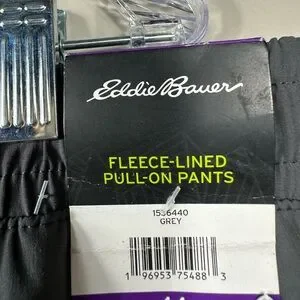 Eddie Bauer
FLEECE-LINED
PULL-ON PANTS
1536440
GREY
1 96953 75488 3